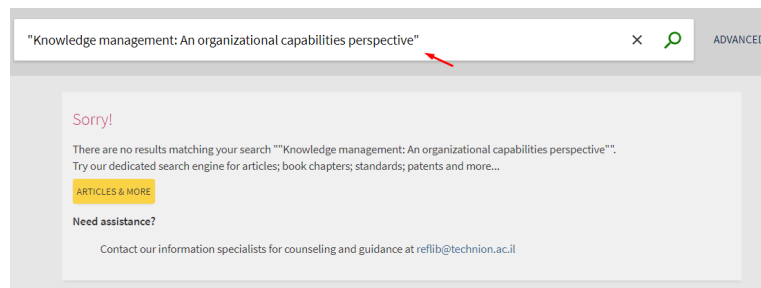 "Knowledge management: An organizational capabilities perspective"
ADVANCED
Sorry!
There are no results matching your search ""Knowledge management: An organizational capabilities perspective"".
Try our dedicated search engine for articles; book chapters; standards; patents and more...
ARTICLES & MORE
Need assistance?
Contact our information specialists for counseling and guidance at reflib@technion.ac.il